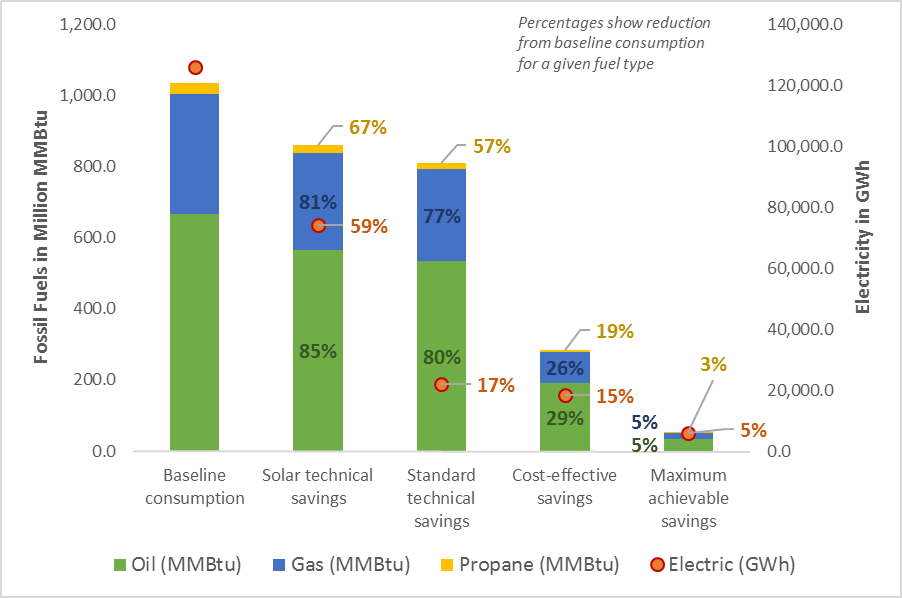 Percentages show reduction
from baseline consumption
for a given fuel type
Fossil Fuels in Million MMBtu
1,200.0
1,000.0
800.0
600.0
400.0
200.0
0.0
140,000.0
120,000.0
100,000.0
80,000.0
60,000.0
40,000.0
20,000.0
0.0
Electricity in GWh
67%
81%
59%
85%
57%
77%
80%
17%
19%
26%
15%
29%
3%
5%
5%
5%
Baseline
consumption
Solar technical
savings
Standard
technical
savings
Cost-effective
savings
Maximum
achievable
savings
Oil (MMBtu)
Gas (MMBtu)
Propane (MMBtu)
Electric (GWh)